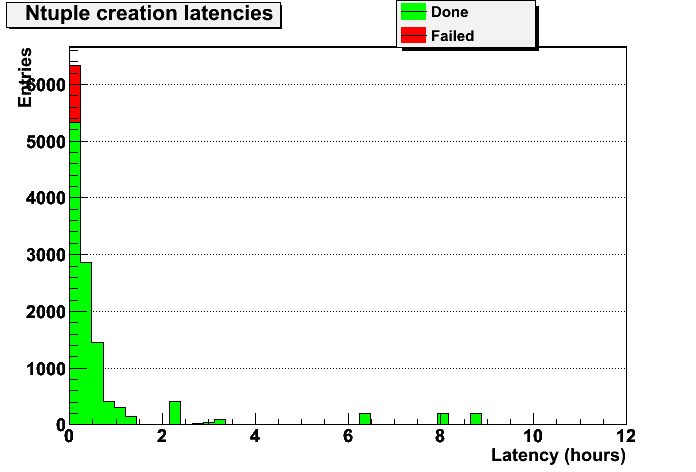 Ntuple creation latencies
Done
Failed
Entries
6000
5000
4000
3000
2000
1000
0
0 2 4 6 8 10 12
Latency (hours)